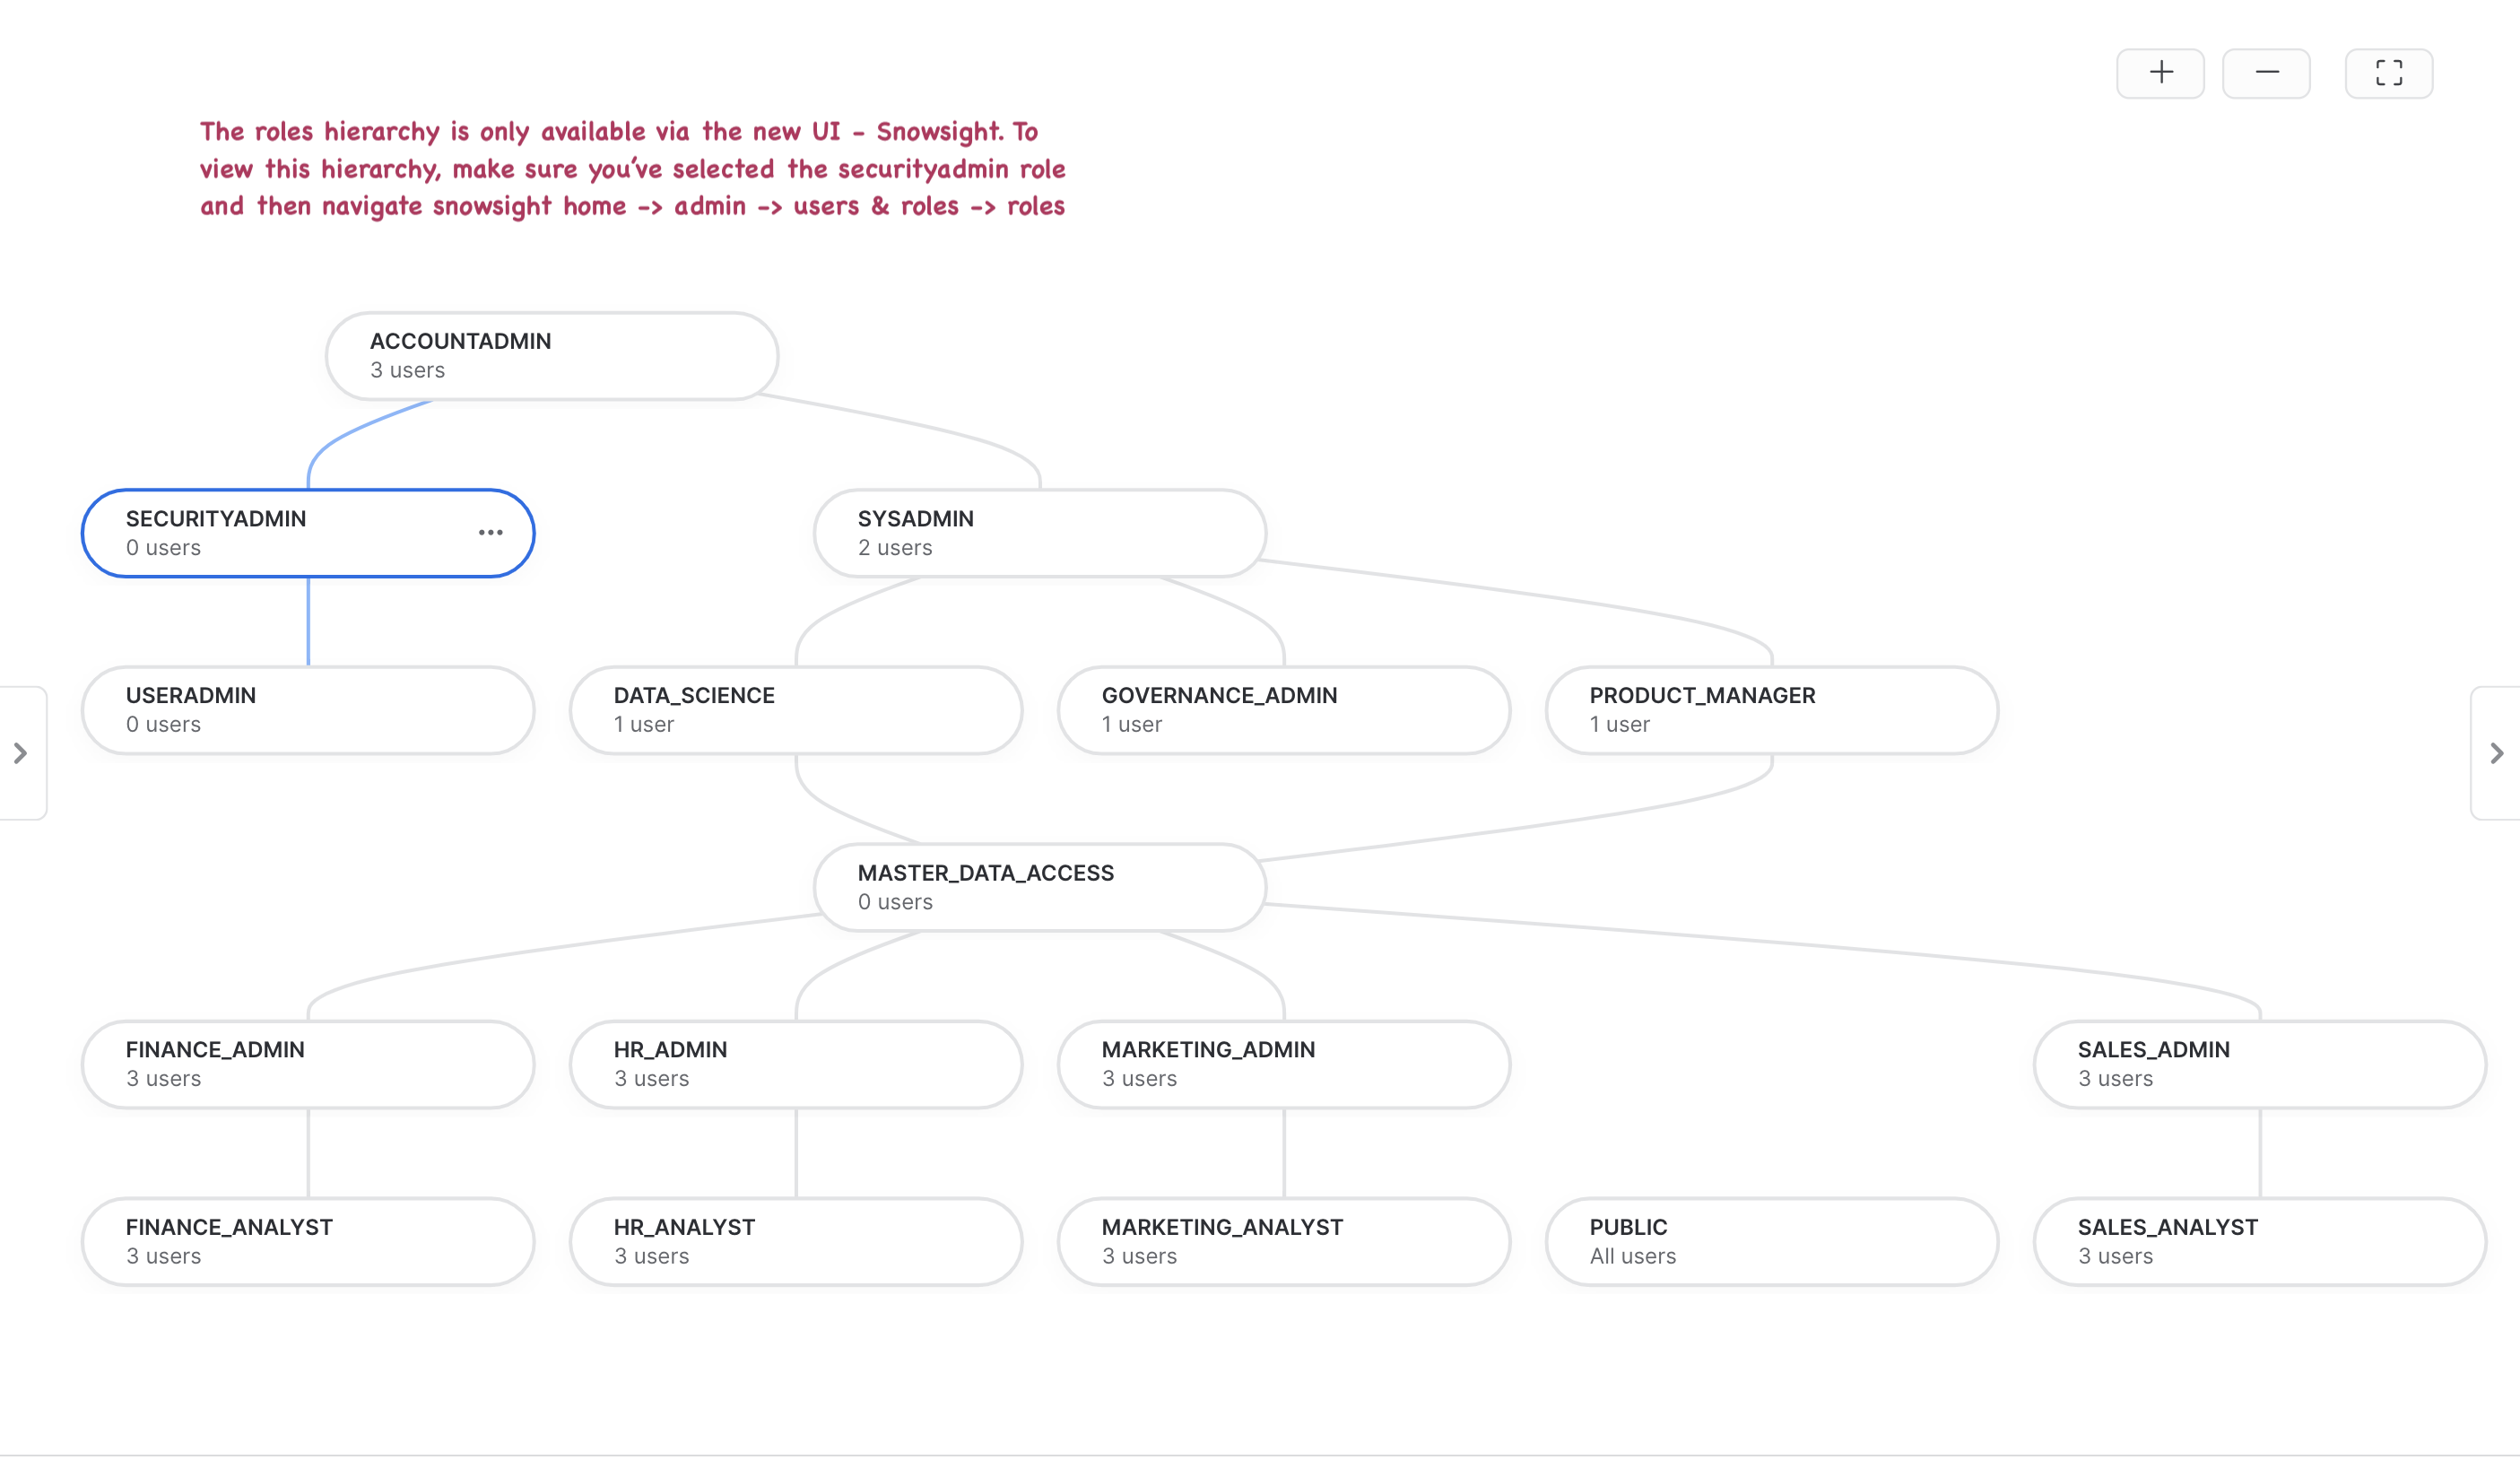 The roles hierarchy is only available via the new UI - Snowsight. To
view this hierarchy, make sure you've selected the securityadmin role
and then navigate snowsight home -> admin -> users & roles -> roles
ACCOUNTADMIN
3 users
SECURITYADMIN
0 users
SYSADMIN
2 users
USERADMIN
0 users
DATA_SCIENCE
1 user
GOVERNANCE_ADMIN
1 user
PRODUCT_MANAGER
1 user
MASTER_DATA_ACCESS
0 users
FINANCE_ADMIN
3 users
HR_ADMIN
3 users
MARKETING_ADMIN
3 users
SALES_ADMIN
3 users
FINANCE_ANALYST
3 users
HR_ANALYST
3 users
MARKETING_ANALYST
3 users
PUBLIC
All users
SALES_ANALYST
3 users